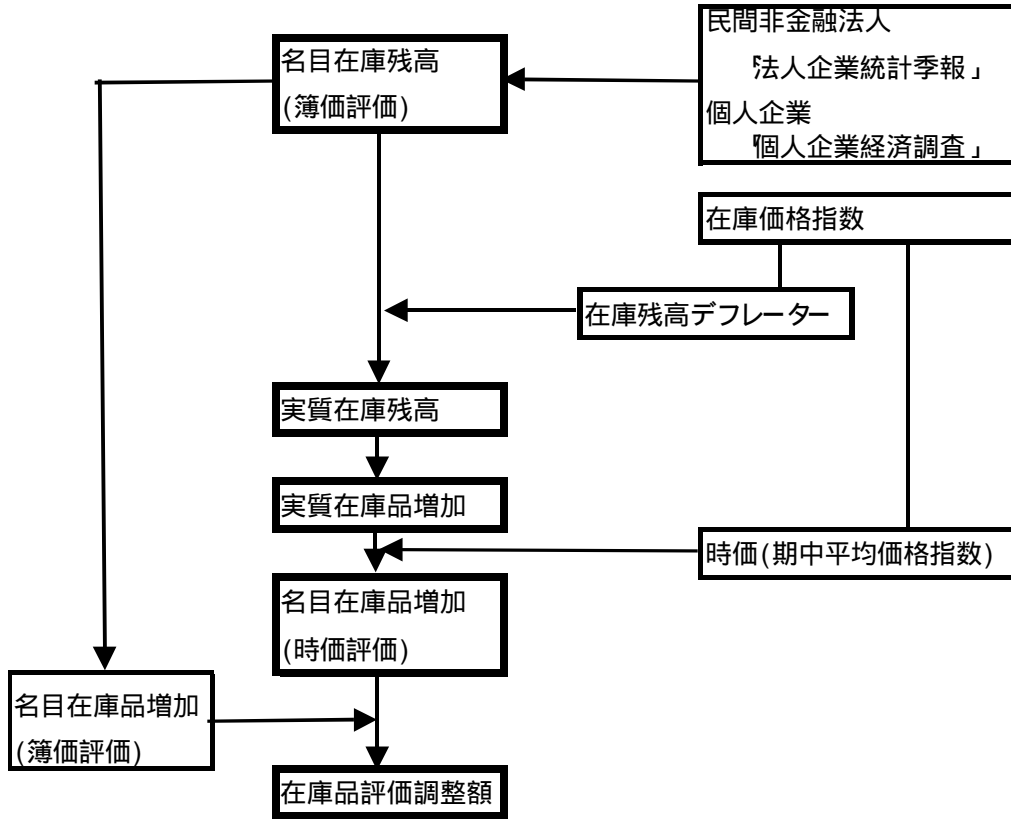 民間非金融法人
「法人企業統計季報」
個人企業
「個人企業経済調査」
名目在庫残高
(簿価評価)
在庫価格指数
在庫残高デフレーター
実質在庫残高
実質在庫品増加
時価(期中平均価格指数)
名目在庫品増加
(時価評価)
名目在庫品増加
(簿価評価)
在庫品評価調整額